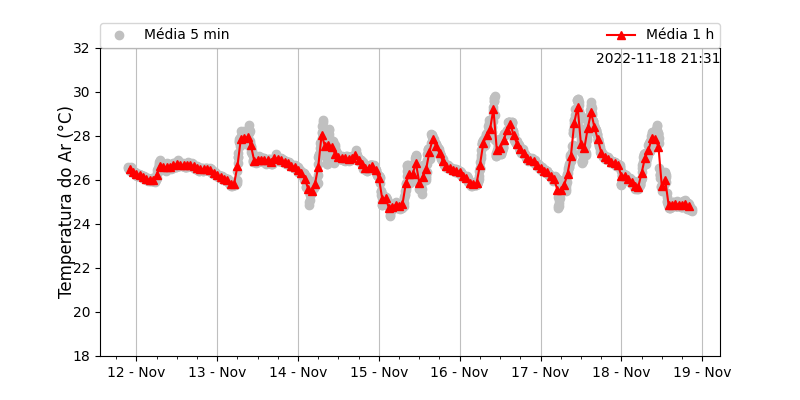 Média 5 min
Média 1 h
2022-11-18 21:31
Temperatura do Ar (°C)
32
30
28
26
24
22
20
18
12 - Nov
13 - Nov
14 - Nov
15 - Nov
16 - Nov
17 - Nov
18 - Nov
19 - Nov